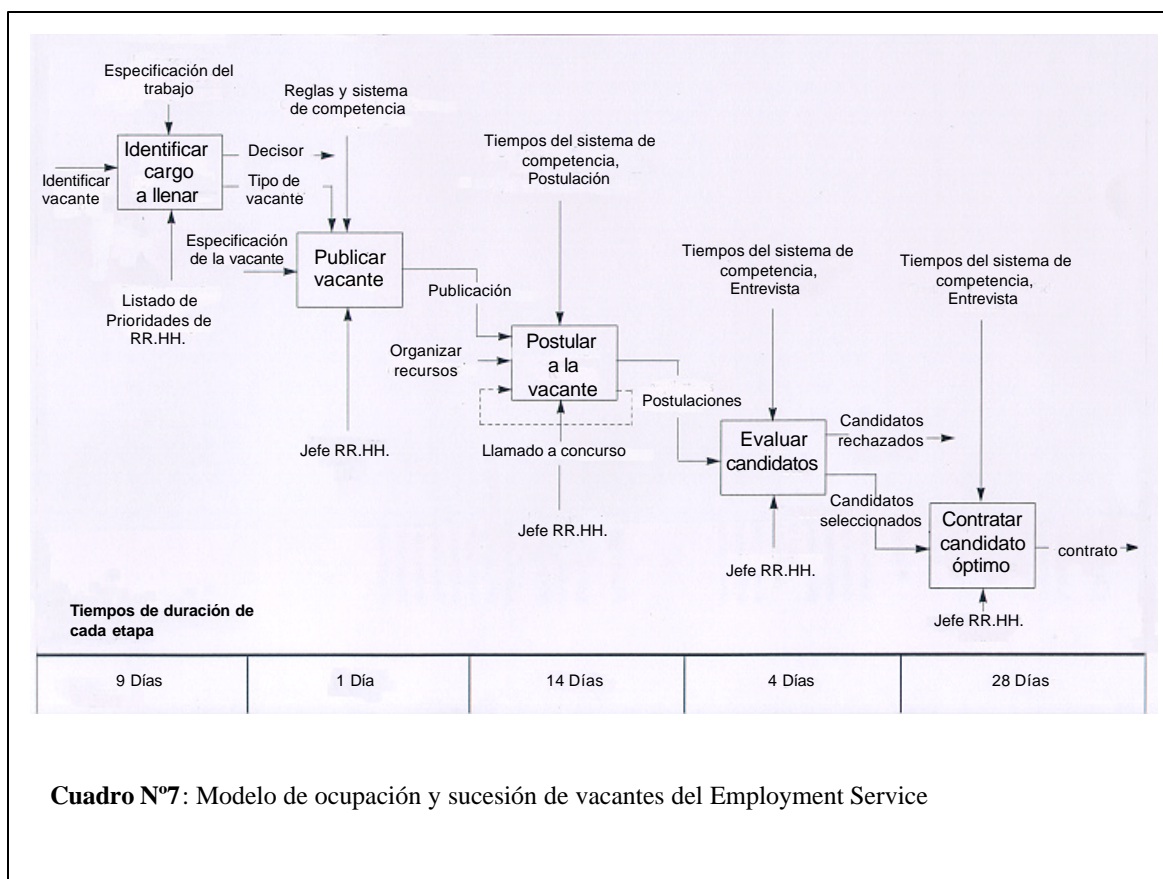 Especificación del
trabajo
Reglas y sistema
de competencia
Identificar
cargo
a llenar
Decisor
Tipo de
vacante
Identificar
vacante
Listado de
Prioridades de
RR.HH.
Especificación
de la vacante
Publicar
vacante
Publicación
Jefe RR.HH.
Tiempos del sistema de
competencia,
Postulación
Organizar
recursos
Postular
a la
vacante
Postulaciones
Llamado a concurso
Jefe RR.HH.
Tiempos del sistema de
competencia,
Entrevista
Evaluar
candidatos
Candidatos
rechazados
Candidatos
seleccionados
Jefe RR.HH.
Tiempos del sistema de
competencia,
Entrevista
Contratar
candidato
óptimo
contrato
Jefe RR.HH.
Tiempos de duración de
cada etapa
9 Días
1 Día
14 Días
4 Días
28 Días
Cuadro Nº7: Modelo de ocupación y sucesión de vacantes del Employment Service